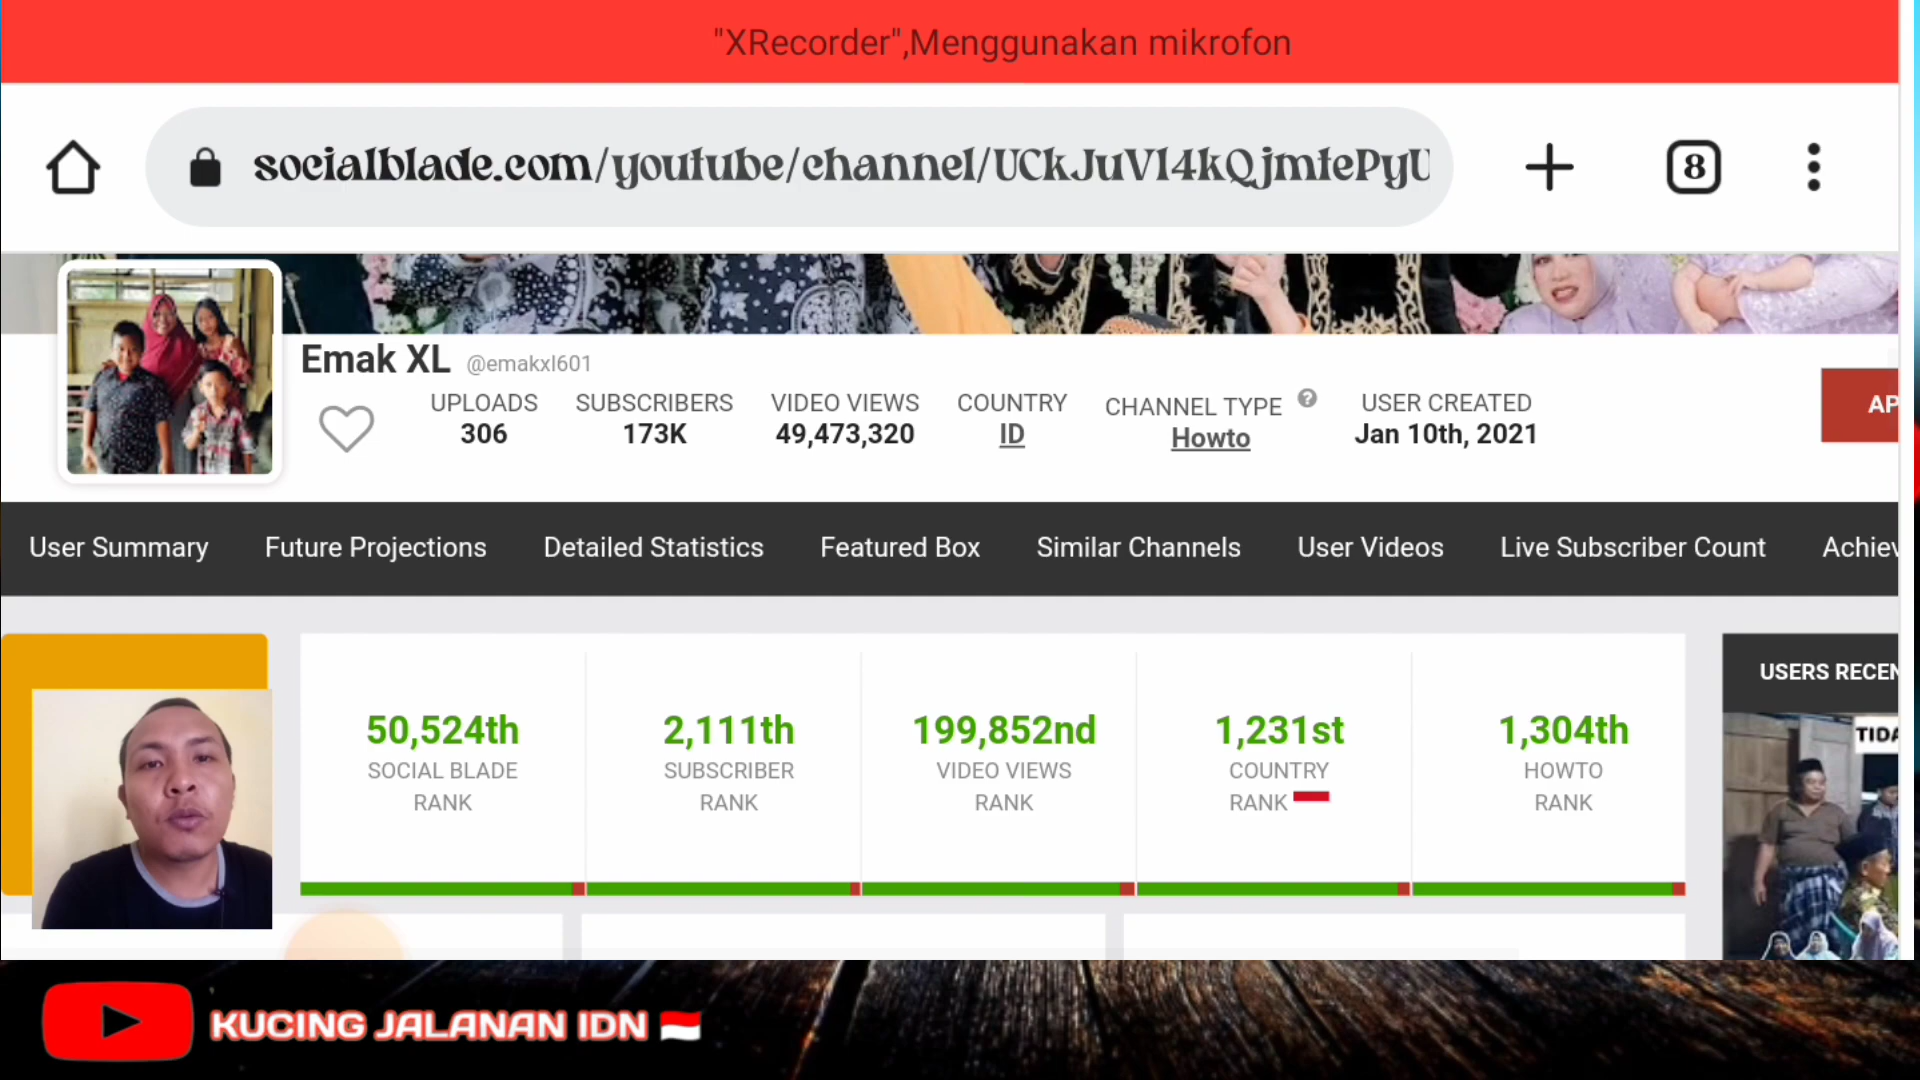 "XRecorder",Menggunakan mikrofon
socialblade.com/youtube/channel/UCkJuV14kQjmtePyU
8
Emak XL @emakxl601
UPLOADS SUBSCRIBERS VIDEO VIEWS COUNTRY CHANNEL TYPE ? USER CREATED
306 173K 49,473,320 ID Howto Jan 10th, 2021
AP
User Summary Future Projections Detailed Statistics Featured Box Similar Channels User Videos Live Subscriber Count Achiev
USERS RECEN
50,524th 2,111th 199,852nd 1,231st 1,304th
SOCIAL BLADE SUBSCRIBER VIDEO VIEWS COUNTRY HOWTO
RANK RANK RANK RANK RANK
TIDA
KUCING JALANAN IDN